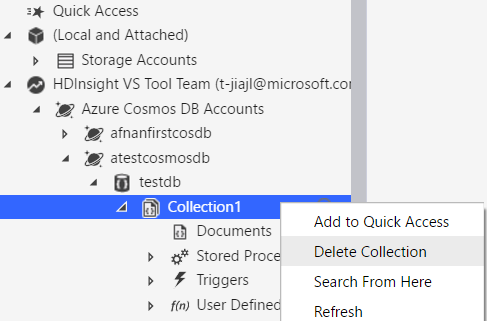 Quick Access
(Local and Attached)
Storage Accounts
HDInsight VS Tool Team (t-jiajl@microsoft.con
Azure Cosmos DB Accounts
afnanfirstcosdb
atestcosmosdb
testdb
Collection1
Documents
Stored Proce
Triggers
f(n) User Defined
Add to Quick Access
Delete Collection
Search From Here
Refresh